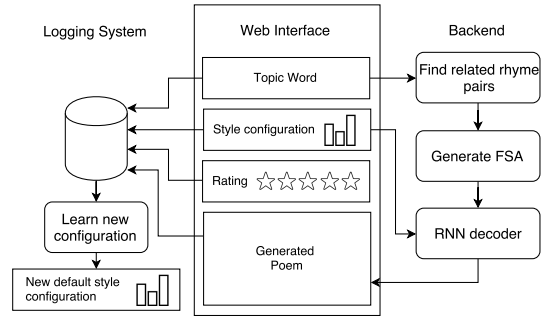 Logging System
Web Interface
Backend
Topic Word
Find related rhyme
pairs
Style configuration
Generate FSA
Rating
Learn new
configuration
RNN decoder
Generated
Poem
New default style
configuration